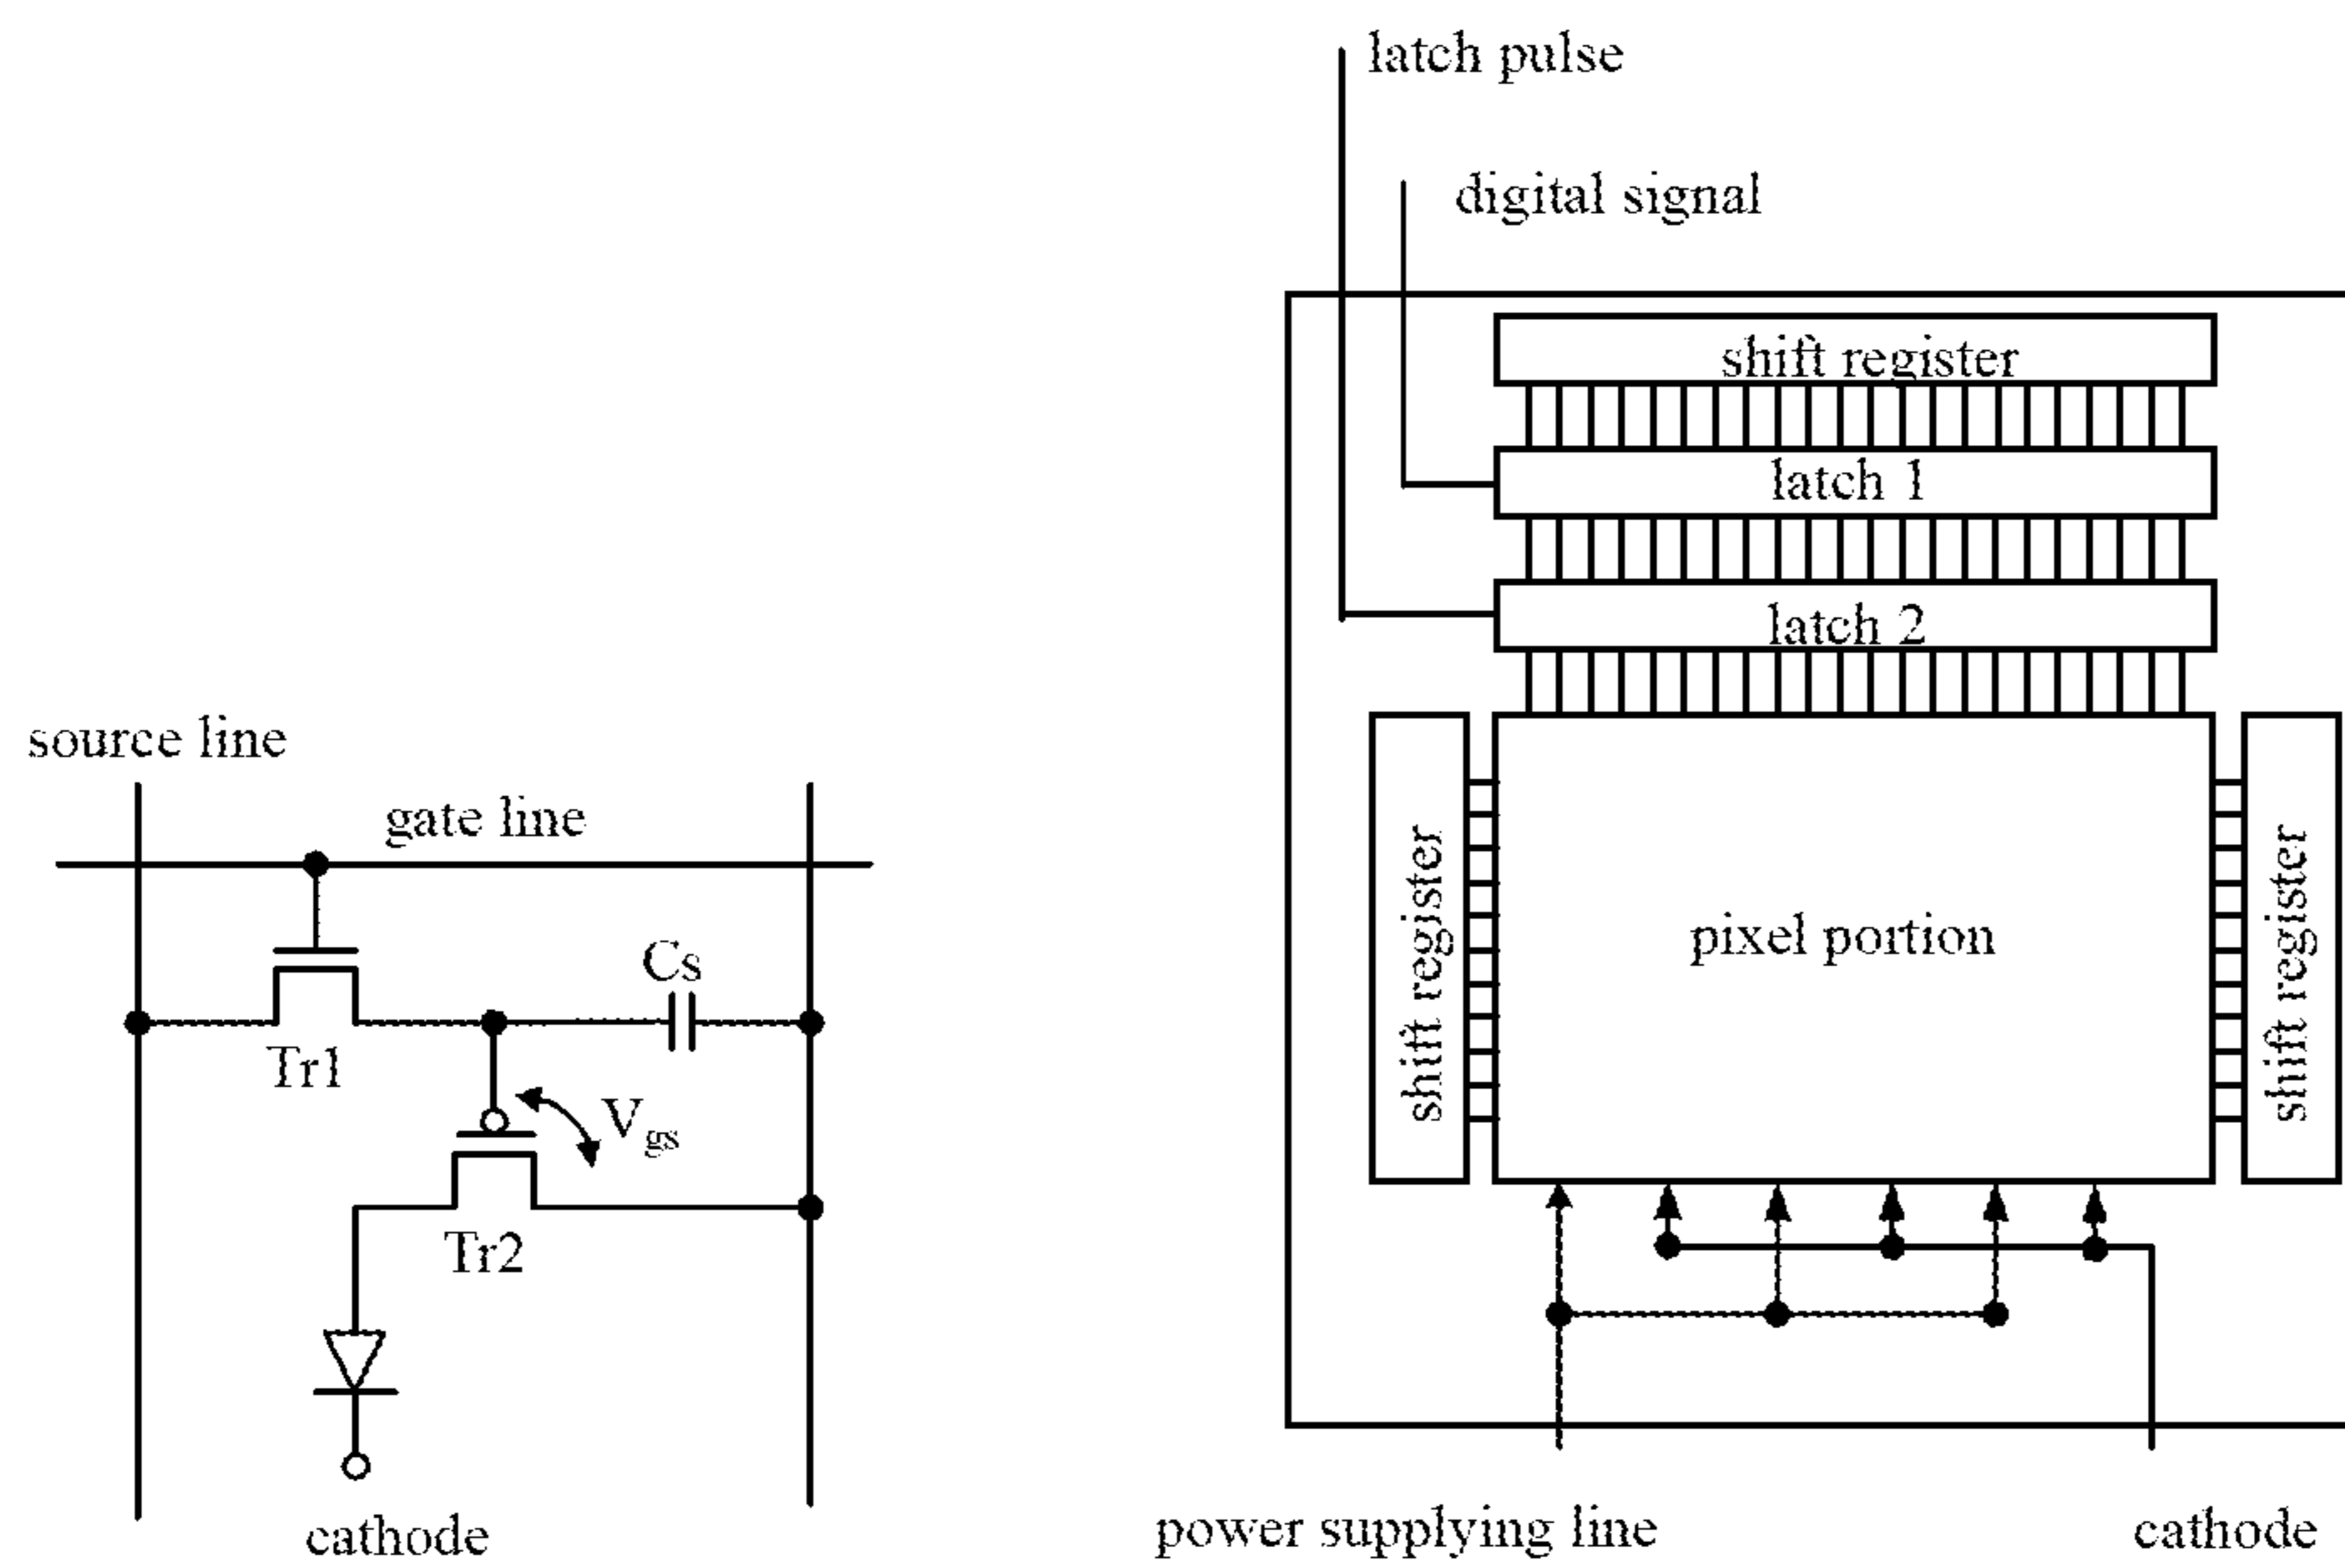 source line
gate line
Cs
Tr1
Vgs
Tr2
cathode
latch pulse
digital signal
shift register
latch 1
latch 2
shift register
pixel portion
shift register
power supplying line
cathode